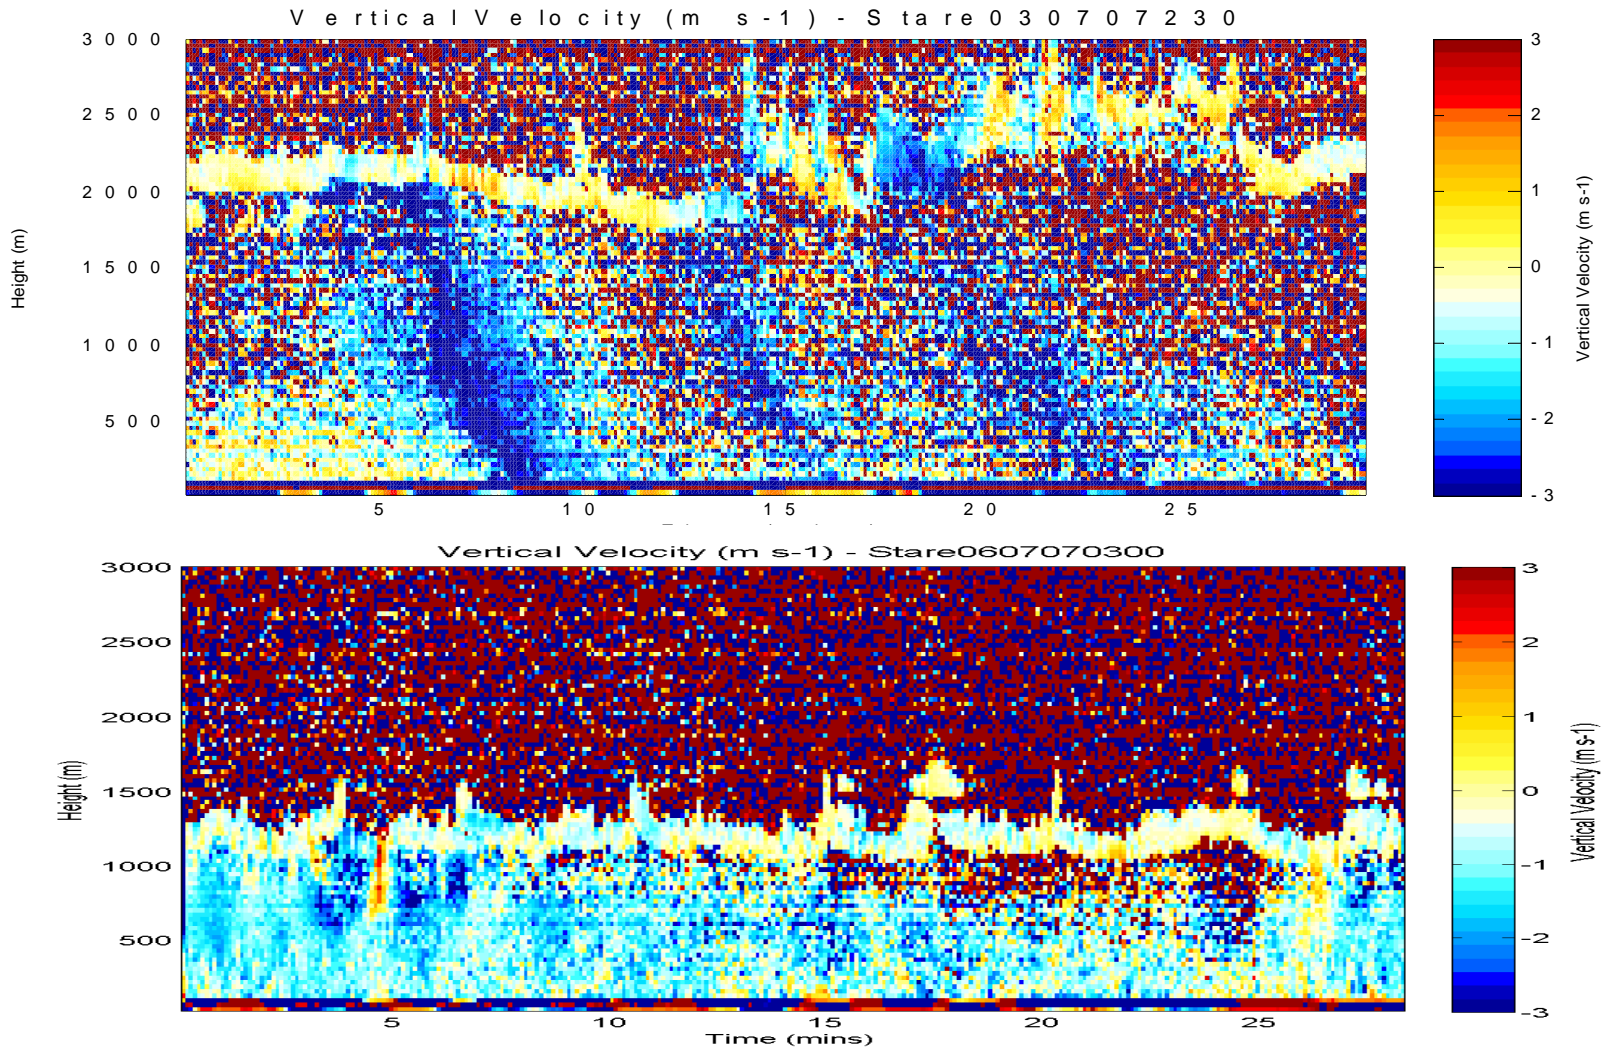 Vertical Velocity (m s-1) - Stare030707230
3000
2500
2000
1500
1000
500
Height (m)
5 10 15 20 25
3
2
1
0
-1
-2
-3
Vertical Velocity (m s-1)
Vertical Velocity (m s-1) - Stare0607070300
3000
2500
2000
1500
1000
500
Height (m)
5 10 15 20 25
Time (mins)
3
2
1
0
-1
-2
-3
Vertical Velocity (m s-1)